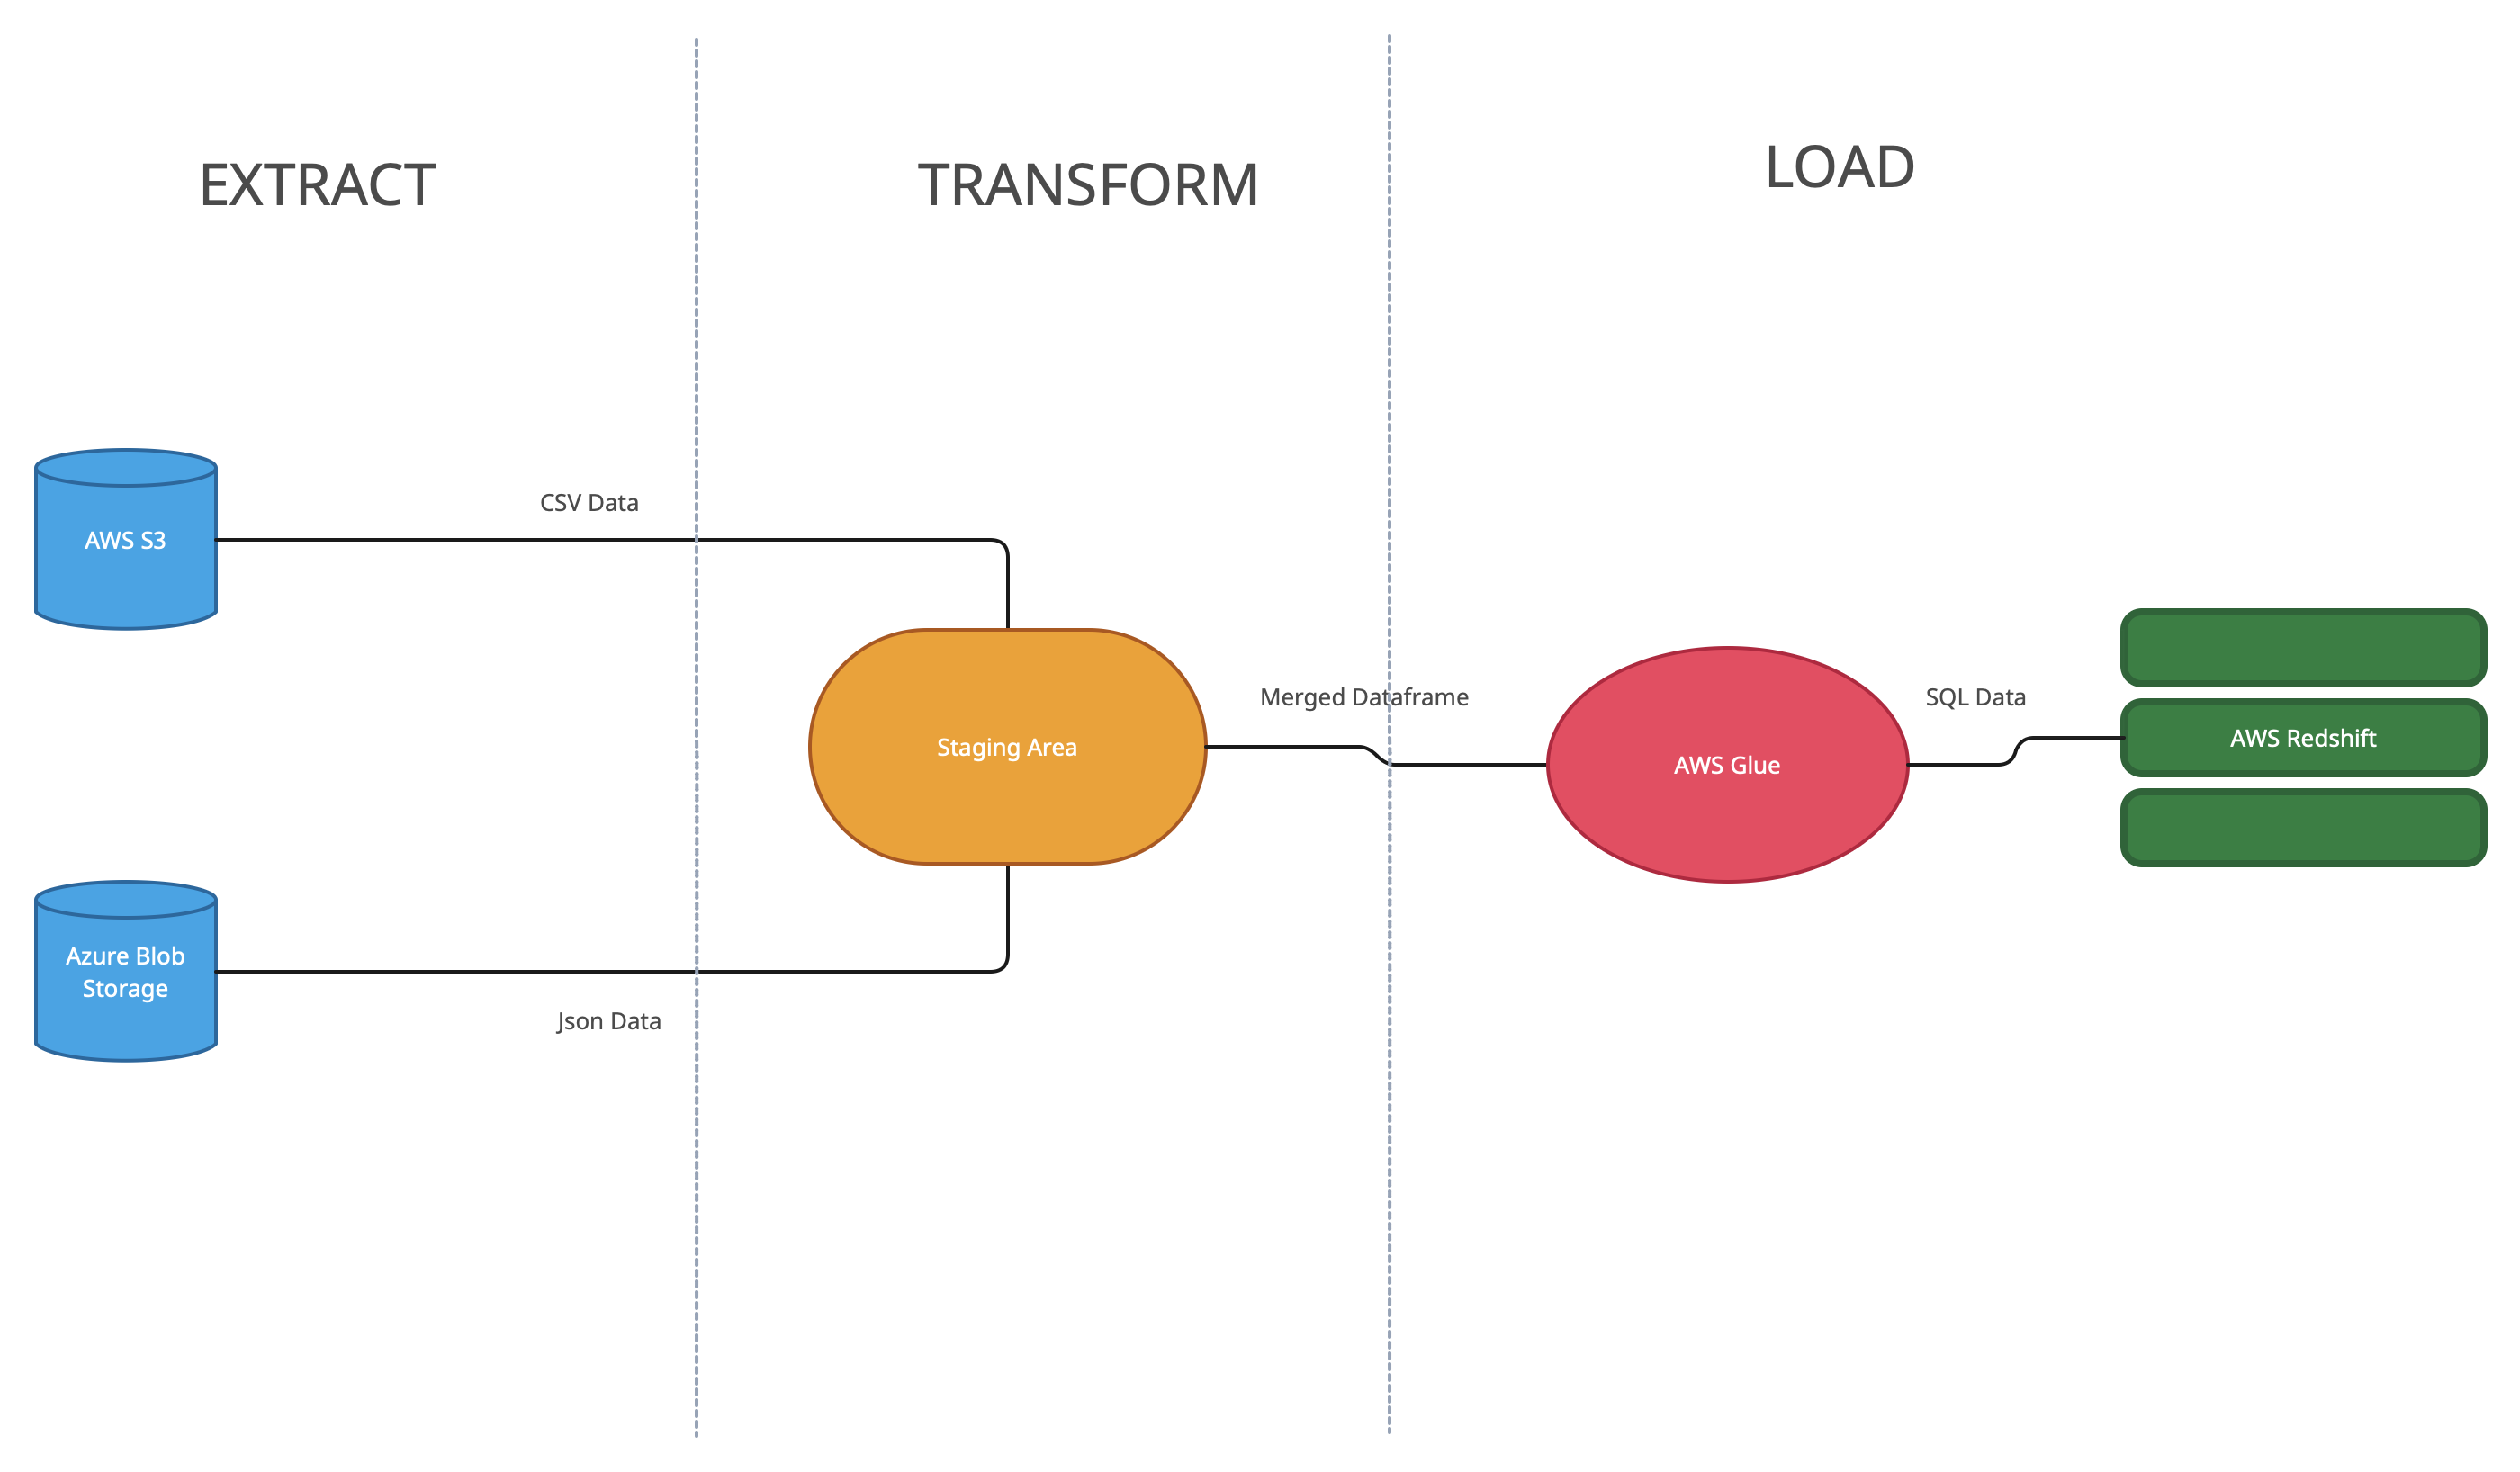 EXTRACT
TRANSFORM
LOAD
CSV Data
AWS S3
Merged Dataframe
SQL Data
Staging Area
AWS Glue
AWS Redshift
Azure Blob
Storage
Json Data